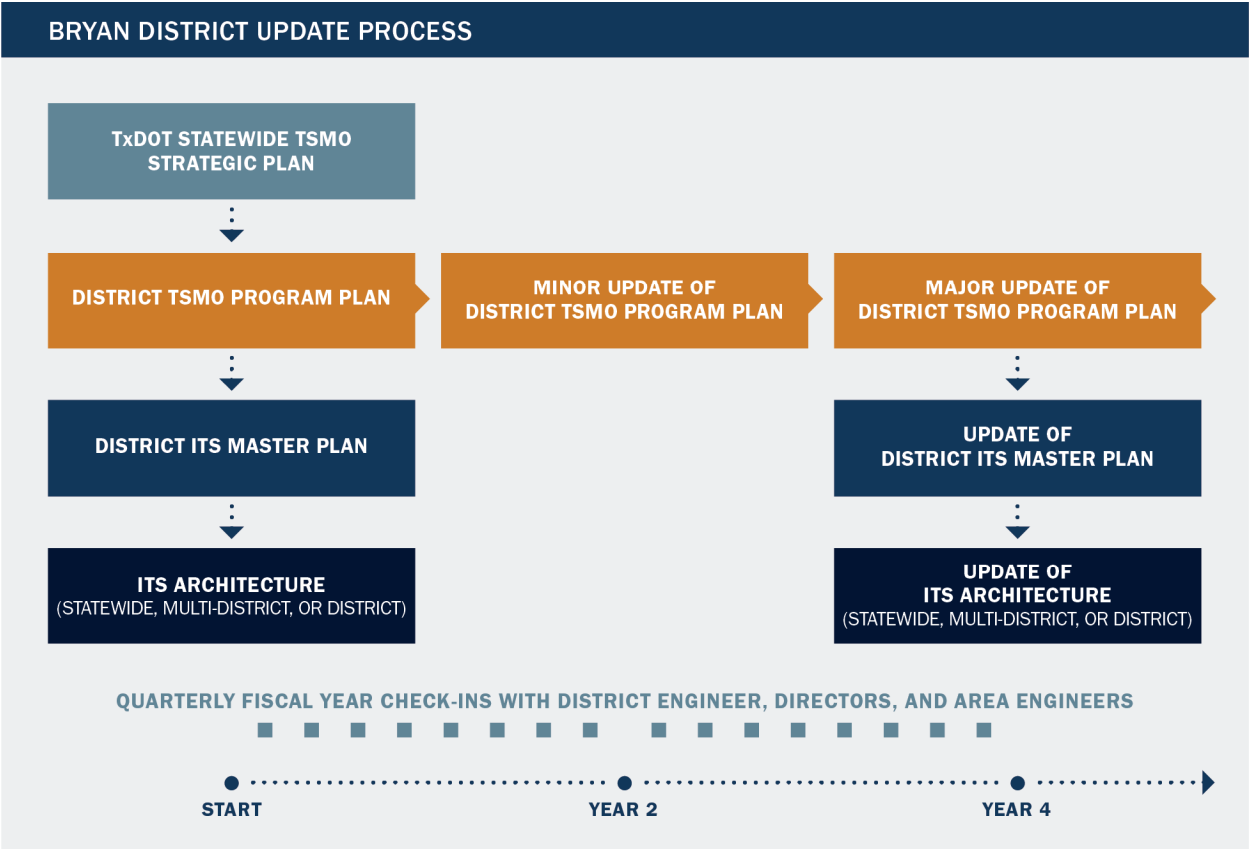 BRYAN DISTRICT UPDATE PROCESS
TxDOT STATEWIDE TSMO
STRATEGIC PLAN
DISTRICT TSMO PROGRAM PLAN
MINOR UPDATE OF
DISTRICT TSMO PROGRAM PLAN
MAJOR UPDATE OF
DISTRICT TSMO PROGRAM PLAN
DISTRICT ITS MASTER PLAN
UPDATE OF
DISTRICT ITS MASTER PLAN
ITS ARCHITECTURE
(STATEWIDE, MULTI-DISTRICT, OR DISTRICT)
UPDATE OF
ITS ARCHITECTURE
(STATEWIDE, MULTI-DISTRICT, OR DISTRICT)
QUARTERLY FISCAL YEAR CHECK-INS WITH DISTRICT ENGINEER, DIRECTORS, AND AREA ENGINEERS
START
YEAR 2
YEAR 4